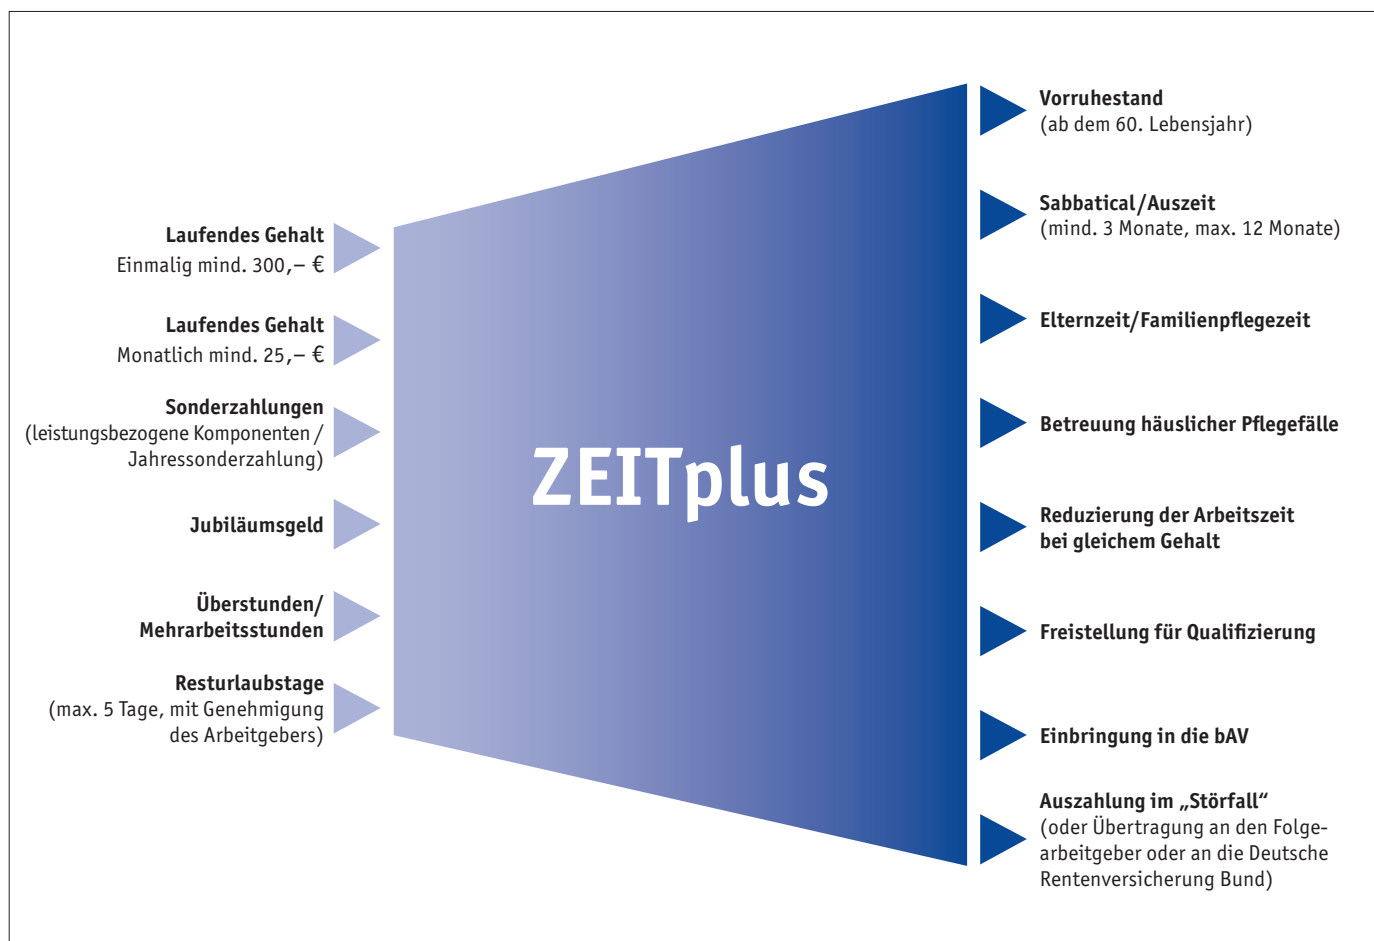 Laufendes Gehalt
Einmalig mind. 300,– €
Laufendes Gehalt
Monatlich mind. 25,– €
Sonderzahlungen
(leistungsbezogene Komponenten /
Jahressonderzahlung)
Jubiläumsgeld
Überstunden/
Mehrarbeitsstunden
Resturlaubstage
(max. 5 Tage, mit Genehmigung
des Arbeitgebers)
ZEITplus
Vorruhestand
(ab dem 60. Lebensjahr)
Sabbatical/Auszeit
(mind. 3 Monate, max. 12 Monate)
Elternzeit/Familienpflegezeit
Betreuung häuslicher Pflegefälle
Reduzierung der Arbeitszeit
bei gleichem Gehalt
Freistellung für Qualifizierung
Einbringung in die bAV
Auszahlung im „Störfall“
(oder Übertragung an den Folge-
arbeitgeber oder an die Deutsche
Rentenversicherung Bund)